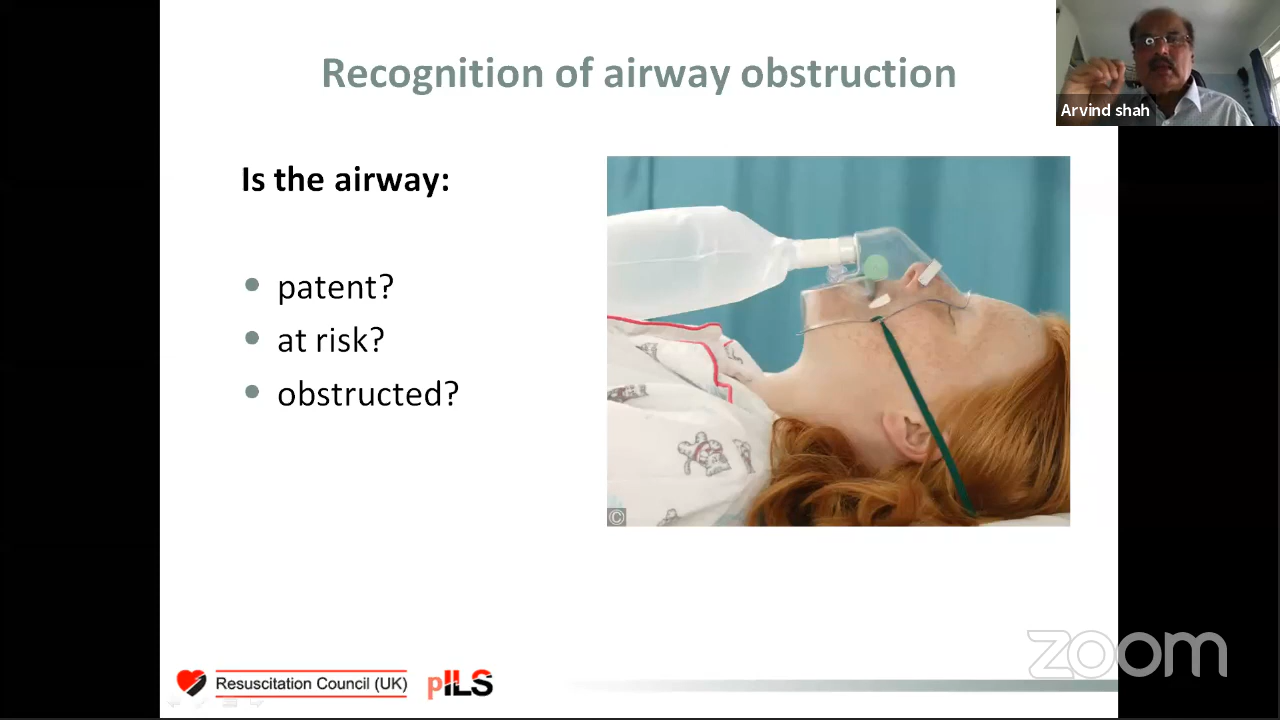 Recognition of airway obstruction
Arvind shah
Is the airway:
• patent?
• at risk?
• obstructed?
©
Resuscitation Council (UK)
pILS
zoom